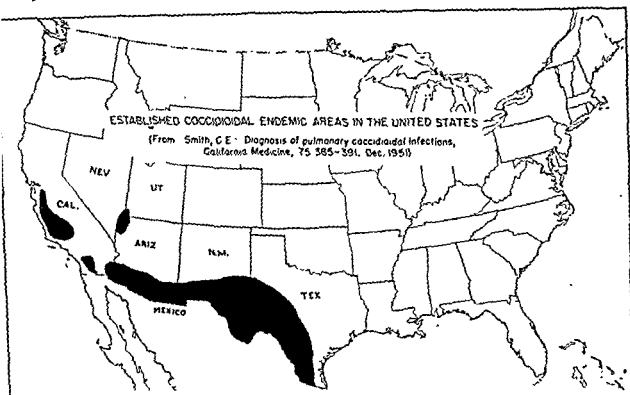 ESTABLISHED COCCIDIOIDAL ENDEMIC AREAS IN THE UNITED STATES
(From Smith, C E · Diagnosis of pulmonary coccidioidal infections,
California Medicine, 75 385-391, Dec. 1951)
NEV
UT
CAL.
ARIZ
N.M.
TEX
MEXICO